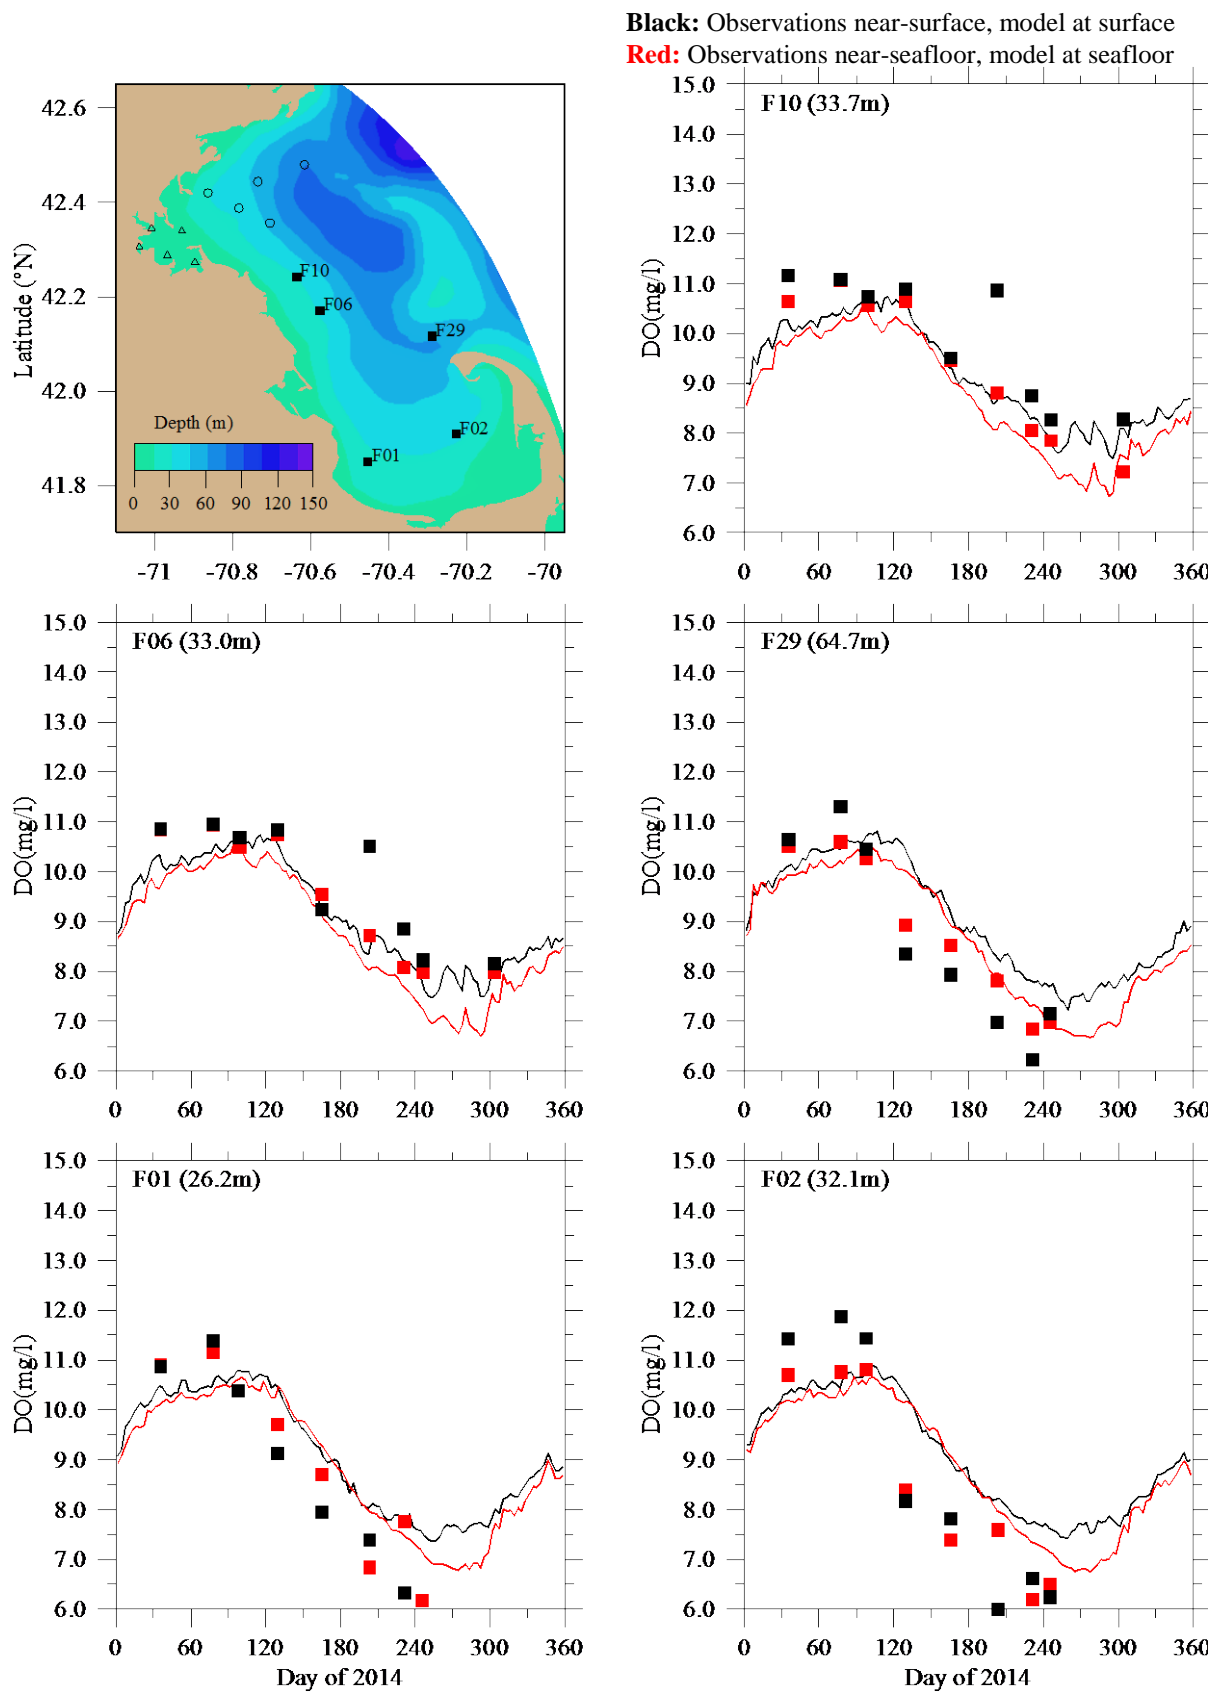 Black: Observations near-surface, model at surface
Red: Observations near-seafloor, model at seafloor
42.6
42.4
42.2
42.0
41.8
Latitude (°N)
F10
F06
F29
F02
F01
Depth (m)
0 30 60 90 120 150
-71 -70.8 -70.6 -70.4 -70.2 -70
F10 (33.7m)
15.0
14.0
13.0
12.0
11.0
10.0
9.0
8.0
7.0
6.0
DO(mg/l)
0 60 120 180 240 300 360
F06 (33.0m)
15.0
14.0
13.0
12.0
11.0
10.0
9.0
8.0
7.0
6.0
DO(mg/l)
0 60 120 180 240 300 360
F29 (64.7m)
15.0
14.0
13.0
12.0
11.0
10.0
9.0
8.0
7.0
6.0
DO(mg/l)
0 60 120 180 240 300 360
F01 (26.2m)
15.0
14.0
13.0
12.0
11.0
10.0
9.0
8.0
7.0
6.0
DO(mg/l)
0 60 120 180 240 300 360
Day of 2014
F02 (32.1m)
15.0
14.0
13.0
12.0
11.0
10.0
9.0
8.0
7.0
6.0
DO(mg/l)
0 60 120 180 240 300 360
Day of 2014